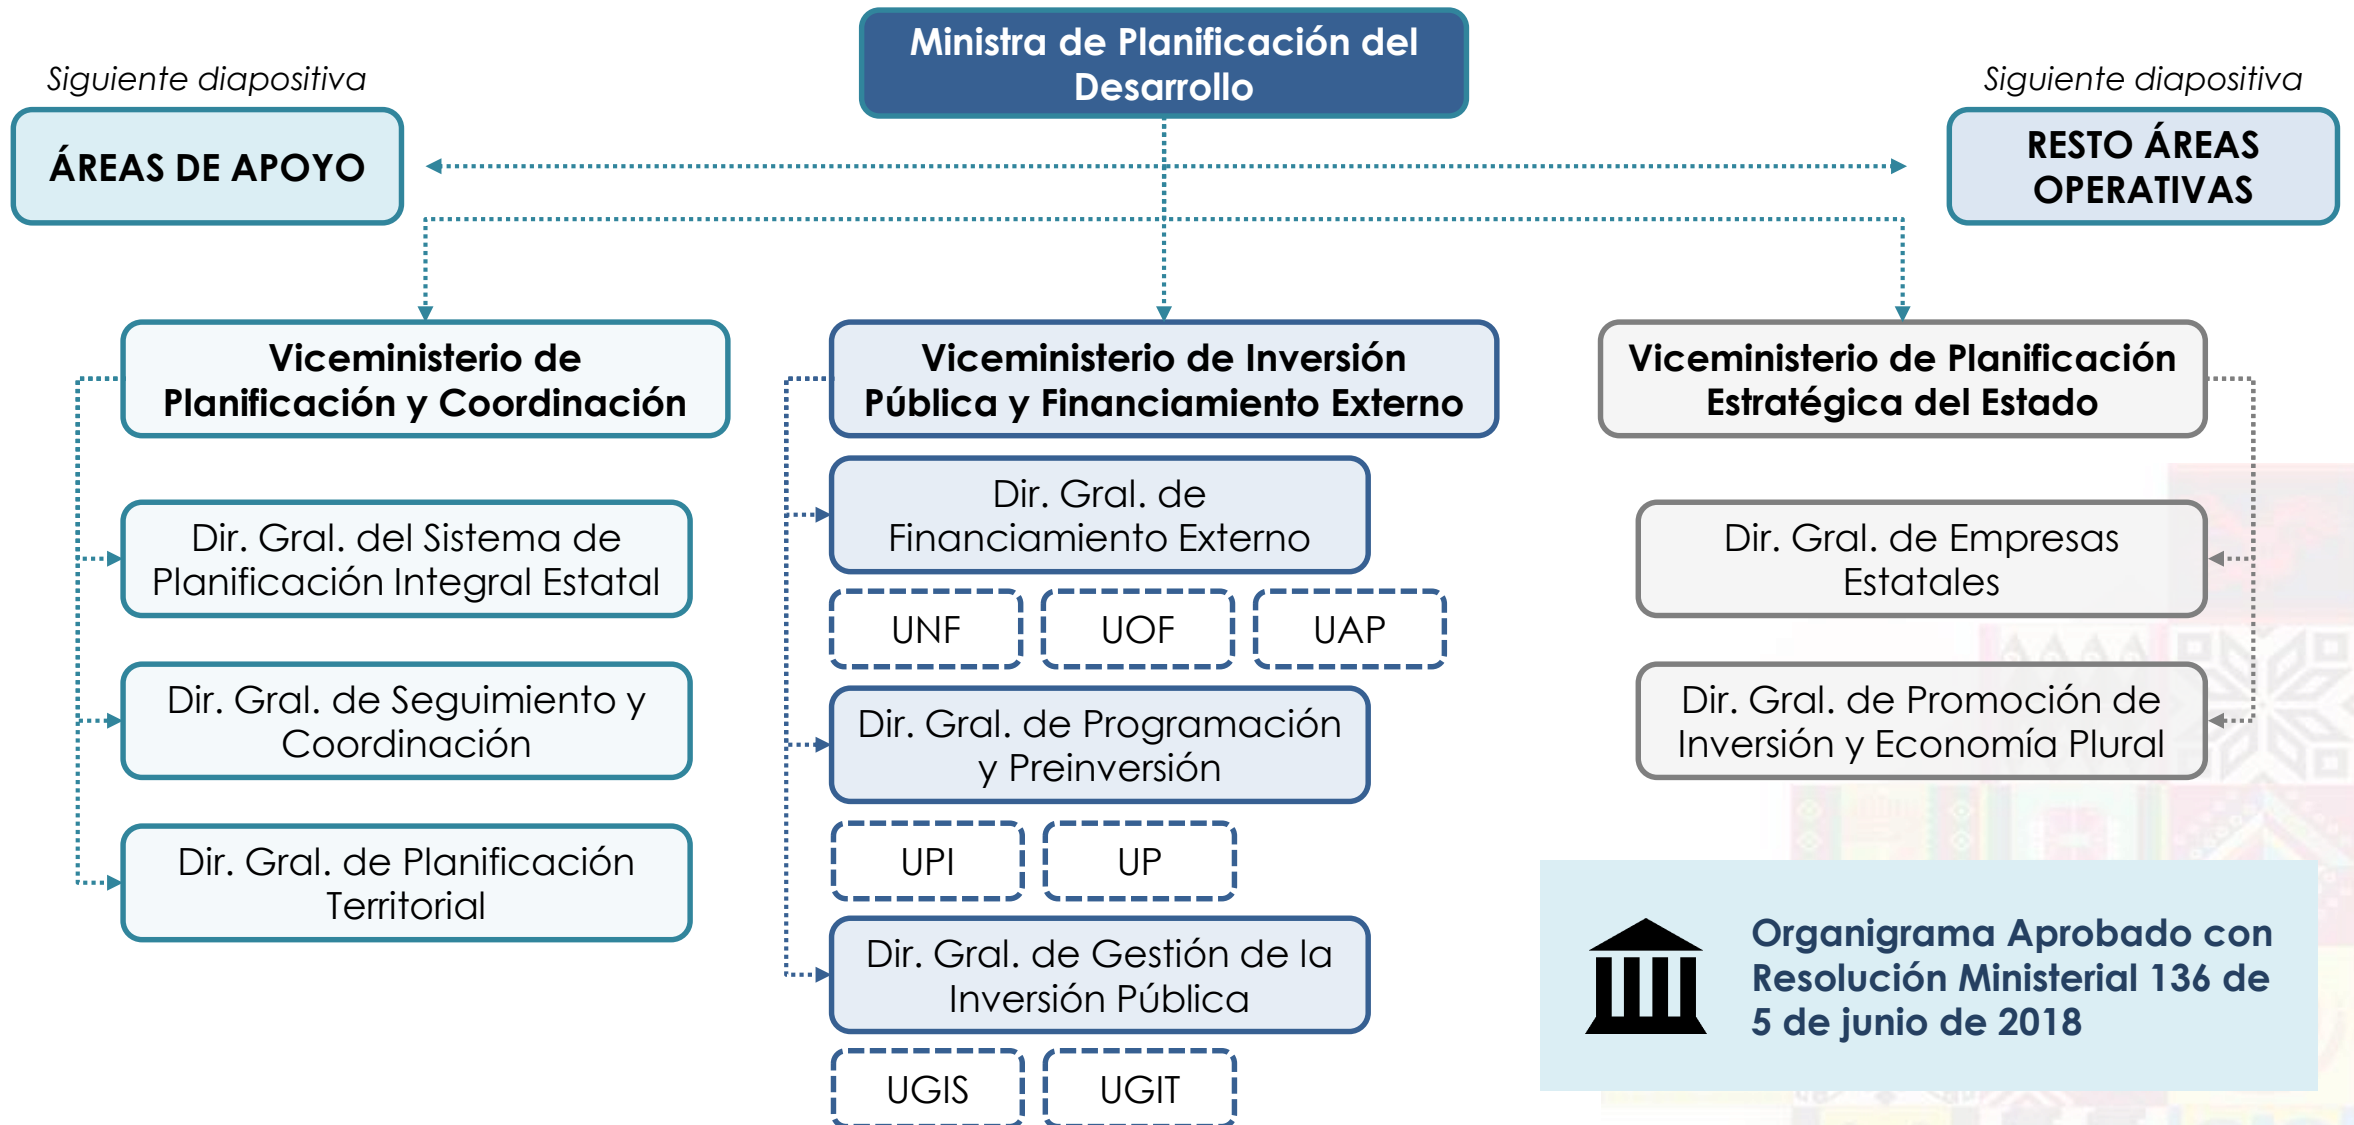 Ministra de Planificación del
Desarrollo
Siguiente diapositiva
ÁREAS DE APOYO
Siguiente diapositiva
RESTO ÁREAS
OPERATIVAS
Viceministerio de
Planificación y Coordinación
Dir. Gral. del Sistema de
Planificación Integral Estatal
Dir. Gral. de Seguimiento y
Coordinación
Dir. Gral. de Planificación
Territorial
Viceministerio de Inversión
Pública y Financiamiento Externo
Dir. Gral. de
Financiamiento Externo
UNF
UOF
UAP
Dir. Gral. de Programación
y Preinversión
UPI
UP
Dir. Gral. de Gestión de la
Inversión Pública
UGIS
UGIT
Viceministerio de Planificación
Estratégica del Estado
Dir. Gral. de Empresas
Estatales
Dir. Gral. de Promoción de
Inversión y Economía Plural
Organigrama Aprobado con
Resolución Ministerial 136 de
5 de junio de 2018